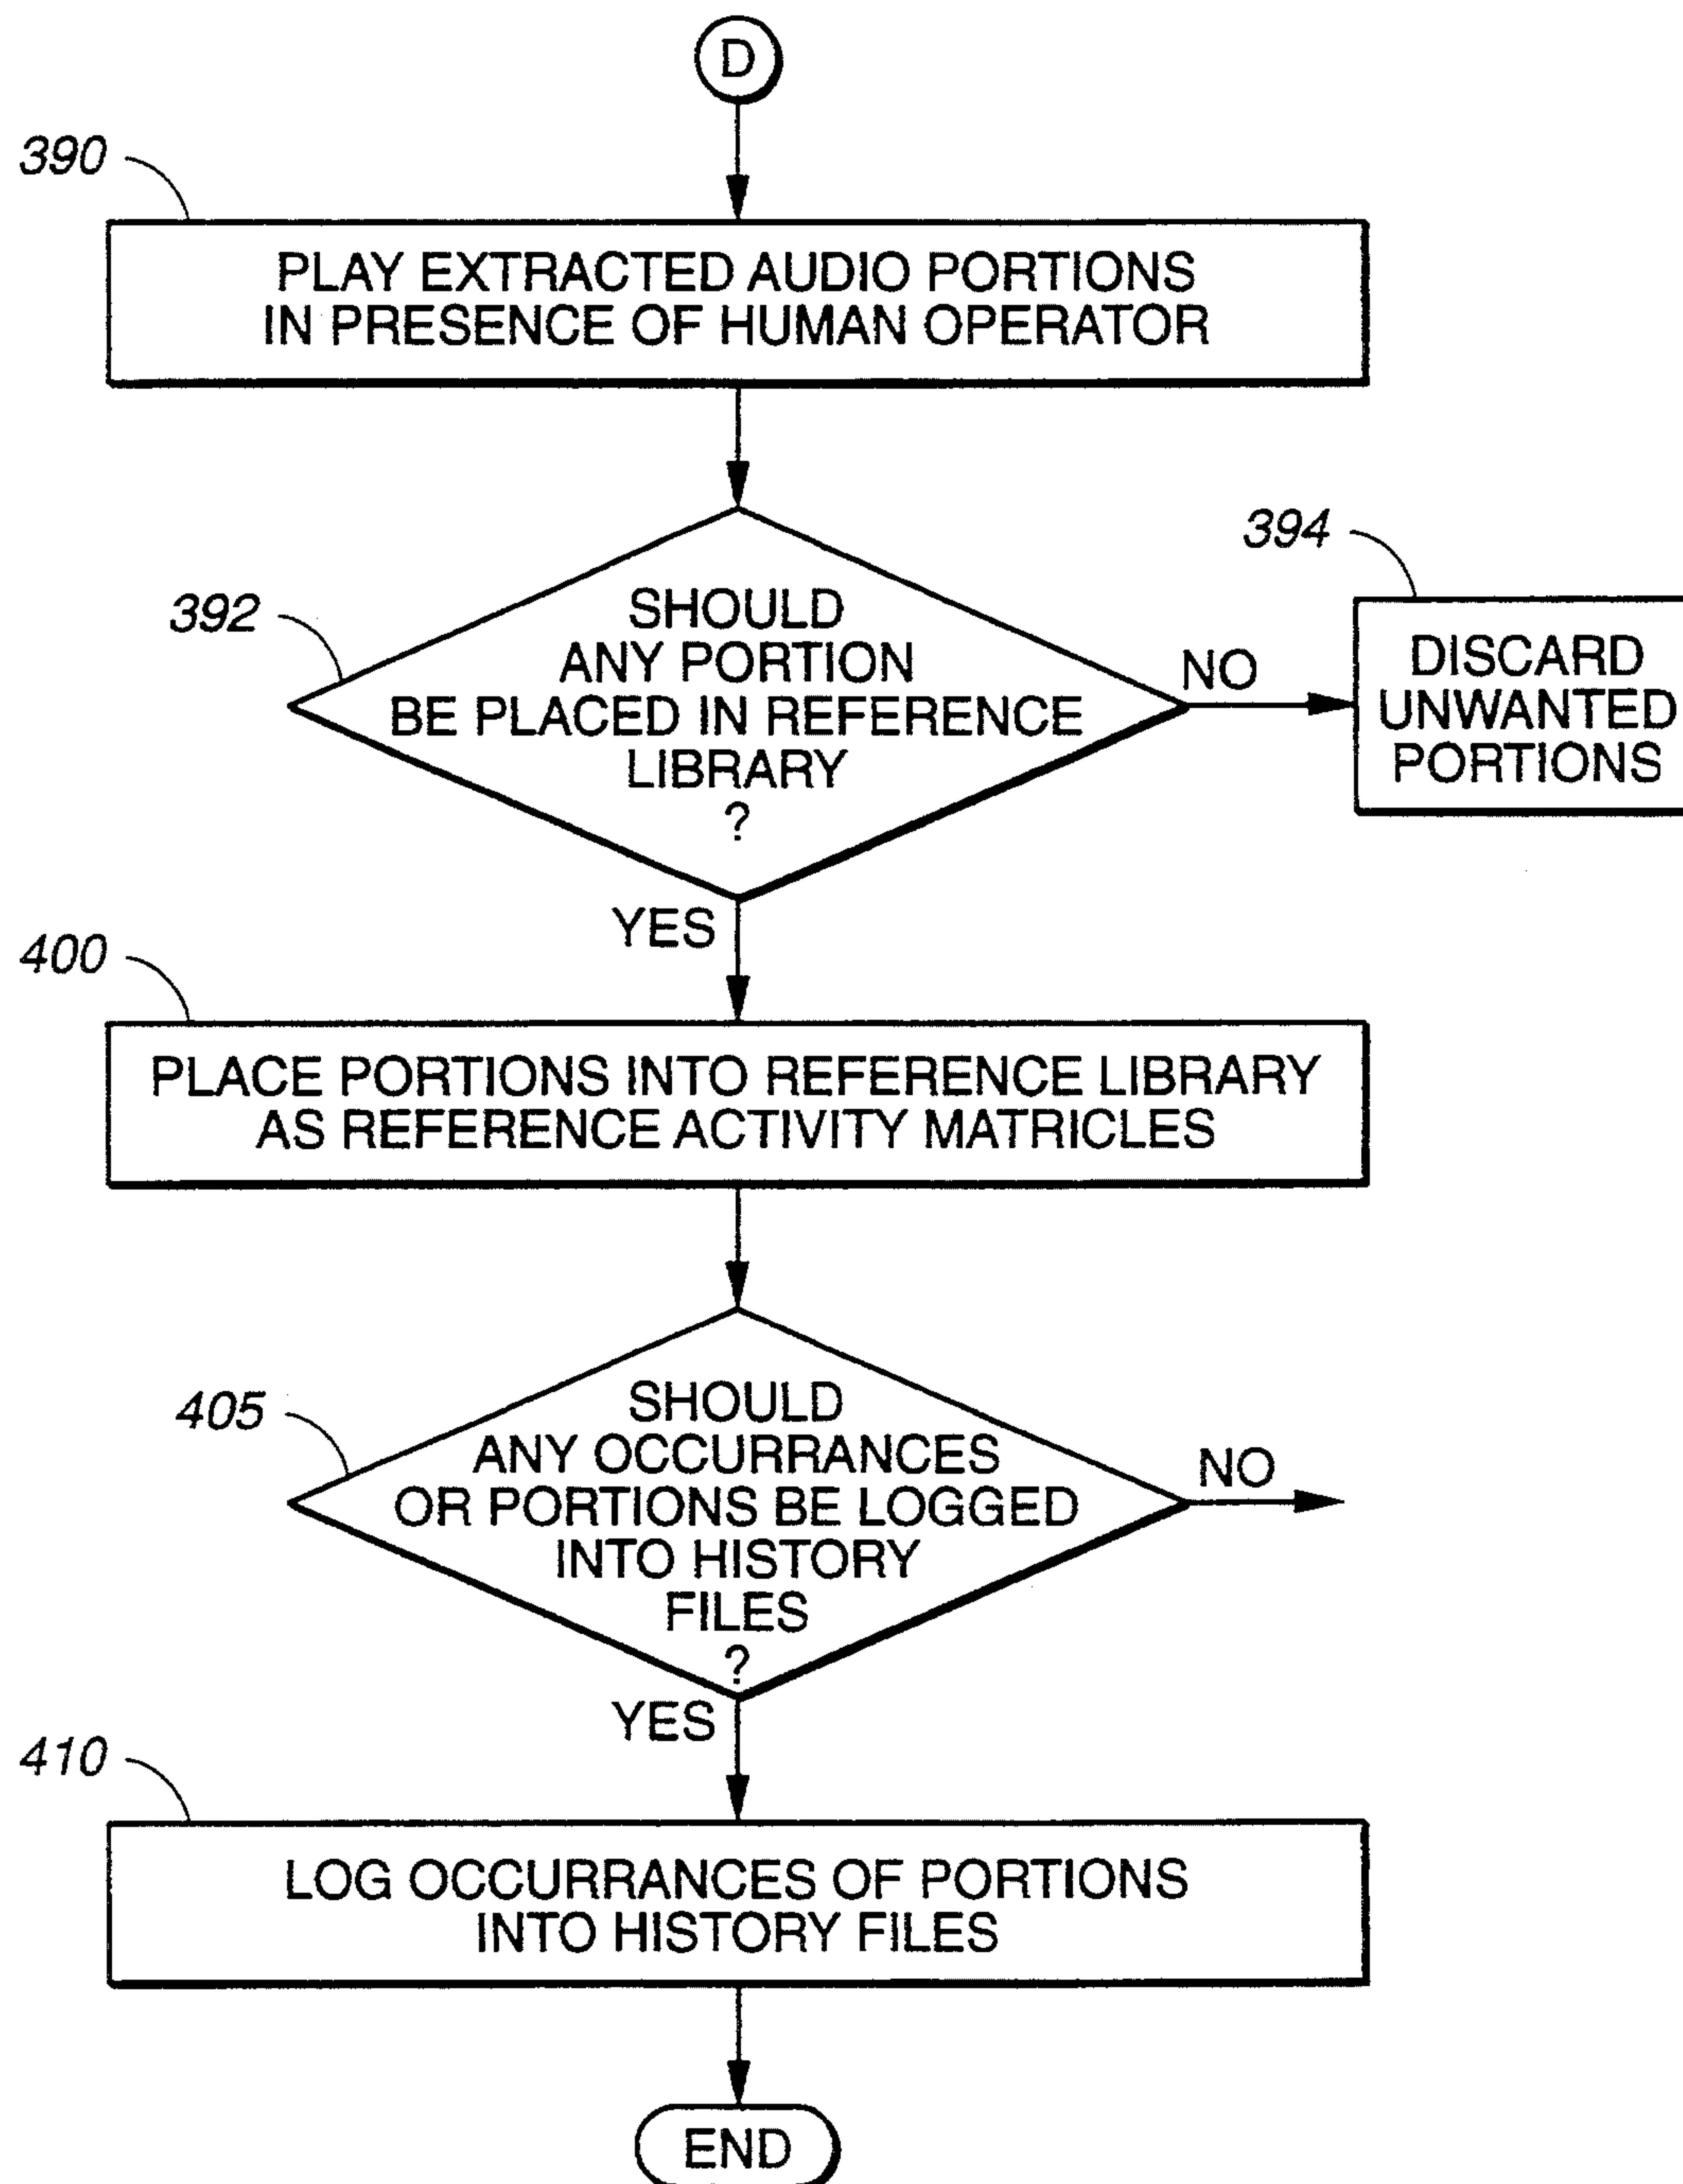 D
390
PLAY EXTRACTED AUDIO PORTIONS
IN PRESENCE OF HUMAN OPERATOR
392
SHOULD
ANY PORTION
BE PLACED IN REFERENCE
LIBRARY
?
NO
394
DISCARD
UNWANTED
PORTIONS
YES
400
PLACE PORTIONS INTO REFERENCE LIBRARY
AS REFERENCE ACTIVITY MATRICLES
405
SHOULD
ANY OCCURRANCES
OR PORTIONS BE LOGGED
INTO HISTORY
FILES
?
NO
YES
410
LOG OCCURRANCES OF PORTIONS
INTO HISTORY FILES
END